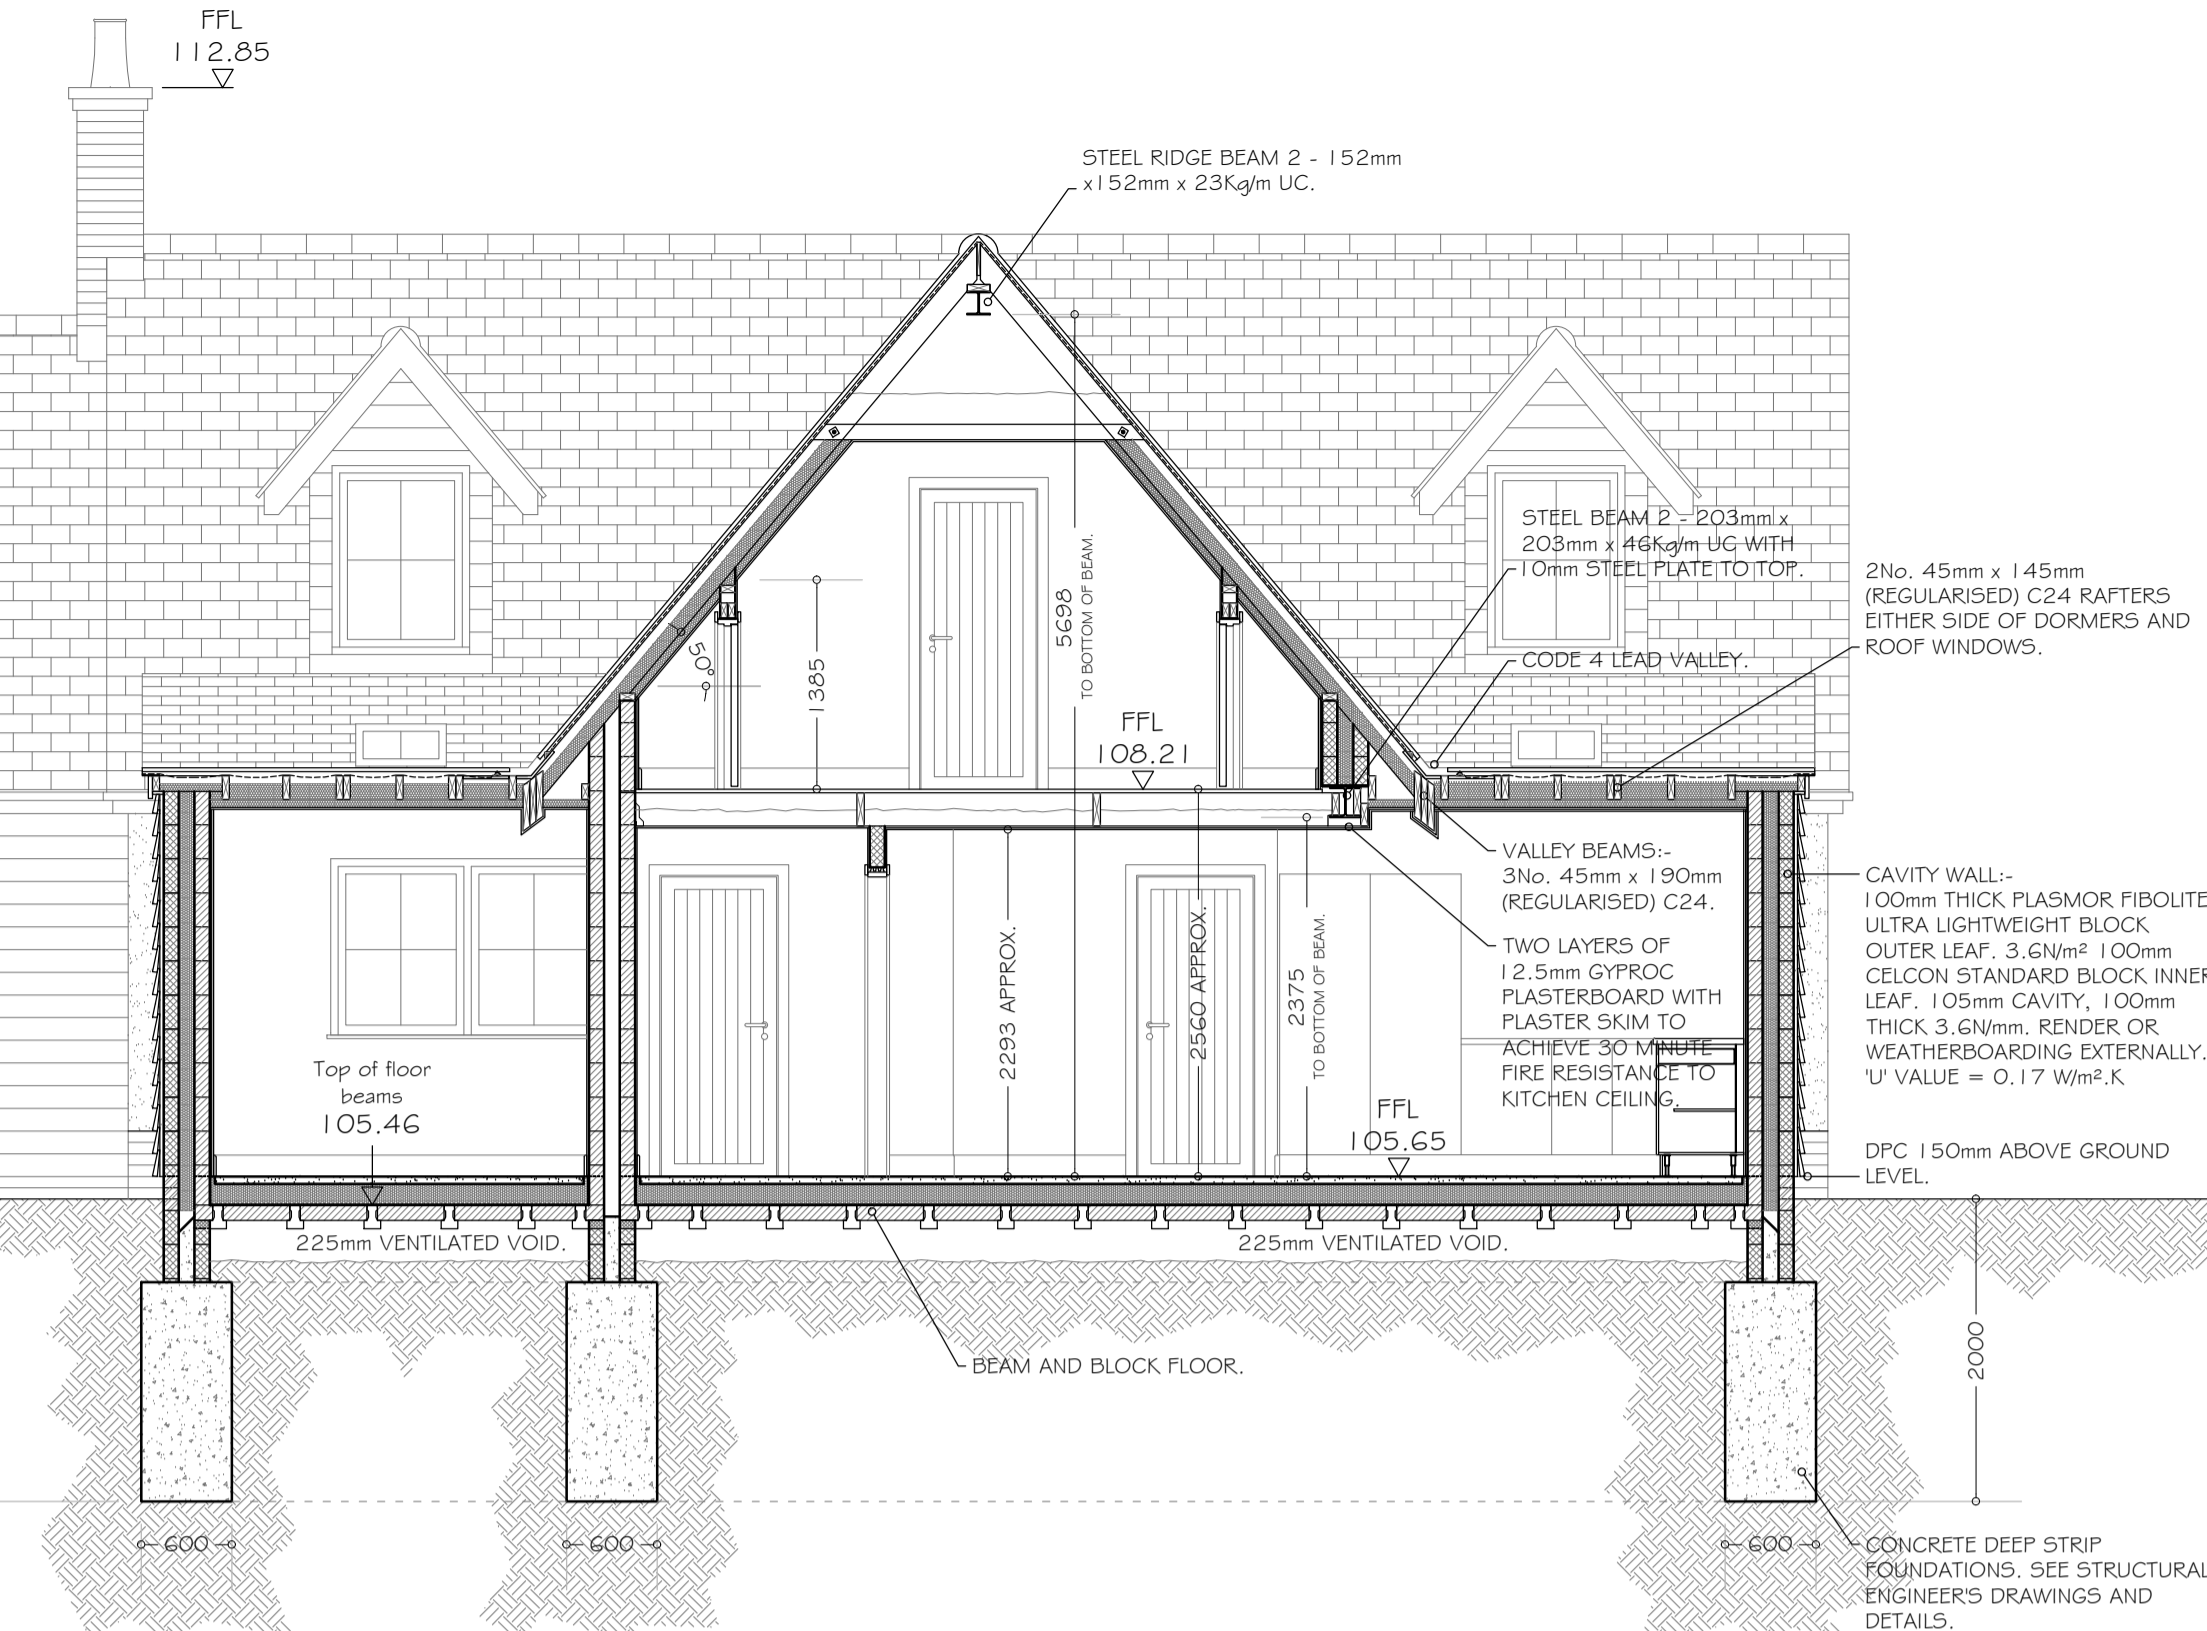 FFL
112.85
STEEL RIDGE BEAM 2 - 152mm
x152mm x 23Kg/m UC.
STEEL BEAM 2 - 203mm x
203mm x 46Kg/m UC WITH
10mm STEEL PLATE TO TOP.
2No. 45mm x 145mm
(REGULARISED) C24 RAFTERS
EITHER SIDE OF DORMERS AND
ROOF WINDOWS.
CODE 4 LEAD VALLEY.
50°
1385
5698
TO BOTTOM OF BEAM.
FFL
108.21
VALLEY BEAMS:-
3No. 45mm x 190mm
(REGULARISED) C24.
TWO LAYERS OF
12.5mm GYPROC
PLASTERBOARD WITH
PLASTER SKIM TO
ACHIEVE 30 MINUTE
FIRE RESISTANCE TO
KITCHEN CEILING.
CAVITY WALL:-
100mm THICK PLASMOR FIBOLITE
ULTRA LIGHTWEIGHT BLOCK
OUTER LEAF. 3.6N/m² 100mm
CELCON STANDARD BLOCK INNER
LEAF. 105mm CAVITY, 100mm
THICK 3.6N/mm. RENDER OR
WEATHERBOARDING EXTERNALLY.
'U' VALUE = 0.17 W/m².K
2293 APPROX.
2560 APPROX.
2375
TO BOTTOM OF BEAM.
Top of floor
beams
105.46
FFL
105.65
DPC 150mm ABOVE GROUND
LEVEL.
225mm VENTILATED VOID.
225mm VENTILATED VOID.
BEAM AND BLOCK FLOOR.
2000
600
600
600
CONCRETE DEEP STRIP
FOUNDATIONS. SEE STRUCTURAL
ENGINEER'S DRAWINGS AND
DETAILS.